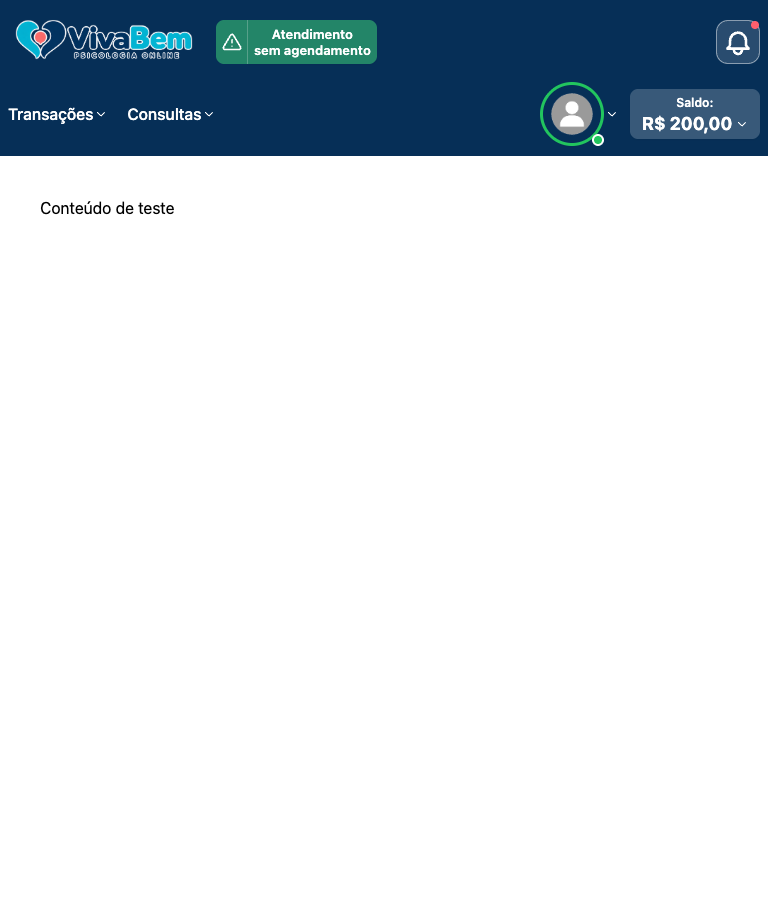 VivaBem
PSICOLOGIA ONLINE
Atendimento
sem agendamento
Transações
Consultas
Saldo:
R$ 200,00
Conteúdo de teste